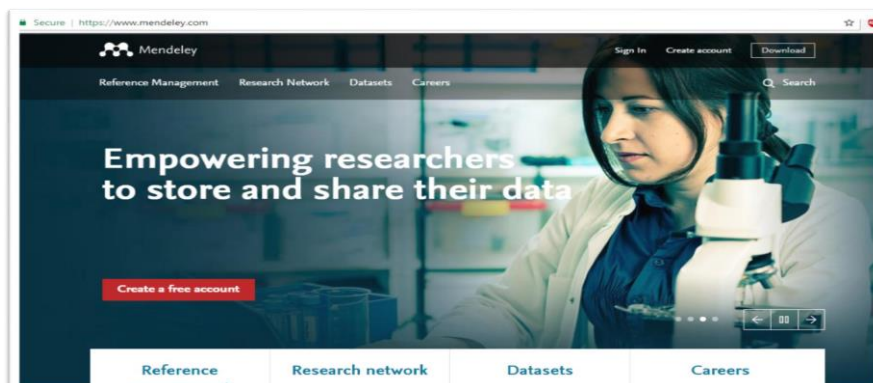 Secure | https://www.mendeley.com
Mendeley
Sign In Create account Download
Reference Management Research Network Datasets Careers
Search
Empowering researchers
to store and share their data
Create a free account
Reference Research network Datasets Careers